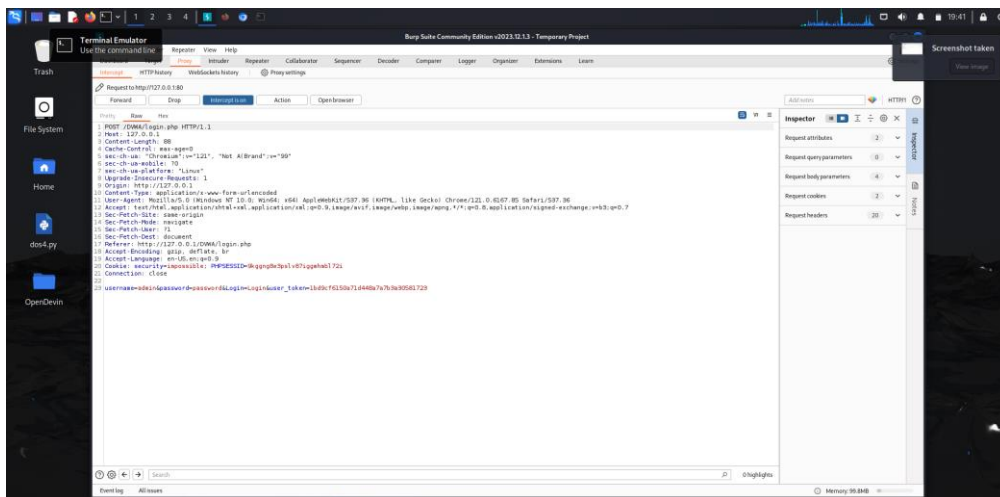 1 2 3 4
19:41
Terminal Emulator
Use the command line
Burp Suite Community Edition v2023.12.1.3 - Temporary Project
Screenshot taken
View image
Repeater View Help
Proxy Intruder Repeater Collaborator Sequencer Decoder Comparer Logger Organizer Extensions Learn
Intercept HTTP history WebSockets history Proxy settings
Request to http://127.0.0.1:80
Forward Drop Intercept is on Action Open browser
Add notes HTTP/1
Pretty Raw Hex
Inspector
1 POST /DVWA/login.php HTTP/1.1
2 Host: 127.0.0.1
3 Content-Length: 88
4 Cache-Control: max-age=0
5 sec-ch-ua: "Chromium";v="121", "Not A(Brand";v="99"
6 sec-ch-ua-mobile: ?0
7 sec-ch-ua-platform: "Linux"
8 Upgrade-Insecure-Requests: 1
9 Origin: http://127.0.0.1
10 Content-Type: application/x-www-form-urlencoded
11 User-Agent: Mozilla/5.0 (Windows NT 10.0; Win64; x64) AppleWebKit/537.36 (KHTML, like Gecko) Chrome/121.0.6167.85 Safari/537.36
12 Accept: text/html,application/xhtml+xml,application/xml;q=0.9,image/avif,image/webp,image/apng,*/*;q=0.8,application/signed-exchange;v=b3;q=0.7
13 Sec-Fetch-Site: same-origin
14 Sec-Fetch-Mode: navigate
15 Sec-Fetch-User: ?1
16 Sec-Fetch-Dest: document
17 Referer: http://127.0.0.1/DVWA/login.php
18 Accept-Encoding: gzip, deflate, br
19 Accept-Language: en-US,en;q=0.9
20 Cookie: security=impossible;
21 Connection: close
22
23 username=admin&password=password&Login=Login&user_token=
Request attributes 2
Request query parameters 0
Request body parameters 4
Request cookies 2
Request headers 20
Inspector
Notes
Trash
File System
Home
dos4.py
OpenDevin
Search
0 highlights
Event log All issues
Memory: 99.8MB